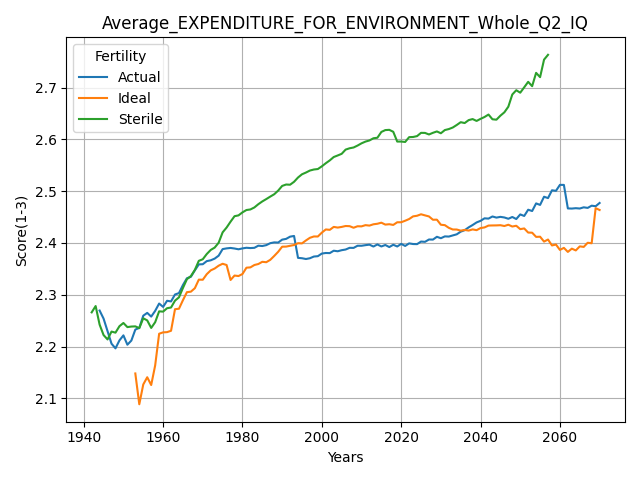 Average_EXPENDITURE_FOR_ENVIRONMENT_Whole_Q2_IQ
Fertility
Actual
Ideal
Sterile
Score(1-3)
2.7
2.6
2.5
2.4
2.3
2.2
2.1
1940 1960 1980 2000 2020 2040 2060
Years